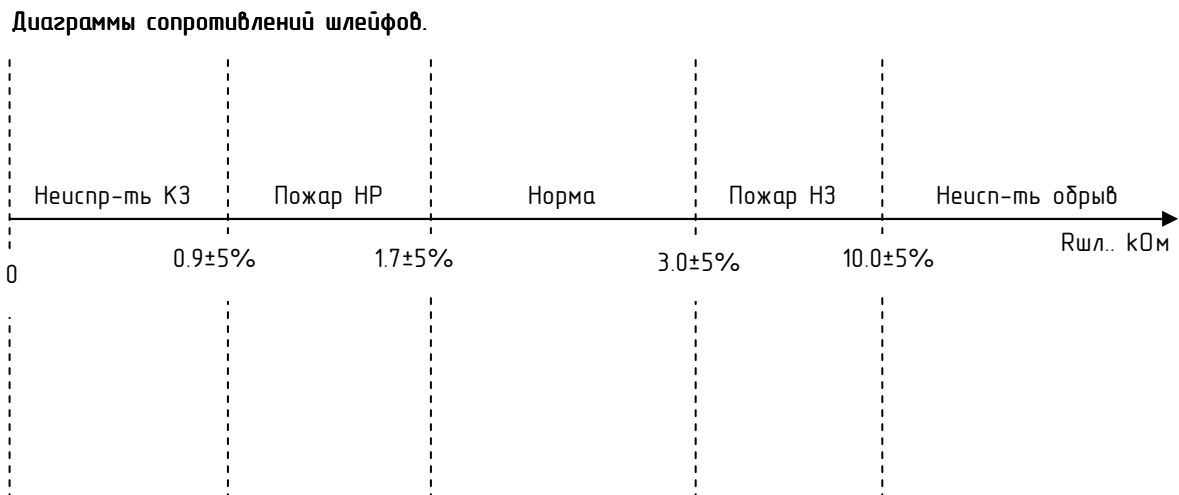 Диаграммы сопротивлений шлейфов.
Неиспр-ть КЗ Пожар НР Норма Пожар НЗ Неисп-ть обрыв
0 0.9±5% 1.7±5% 3.0±5% 10.0±5% Rшл.. kОм